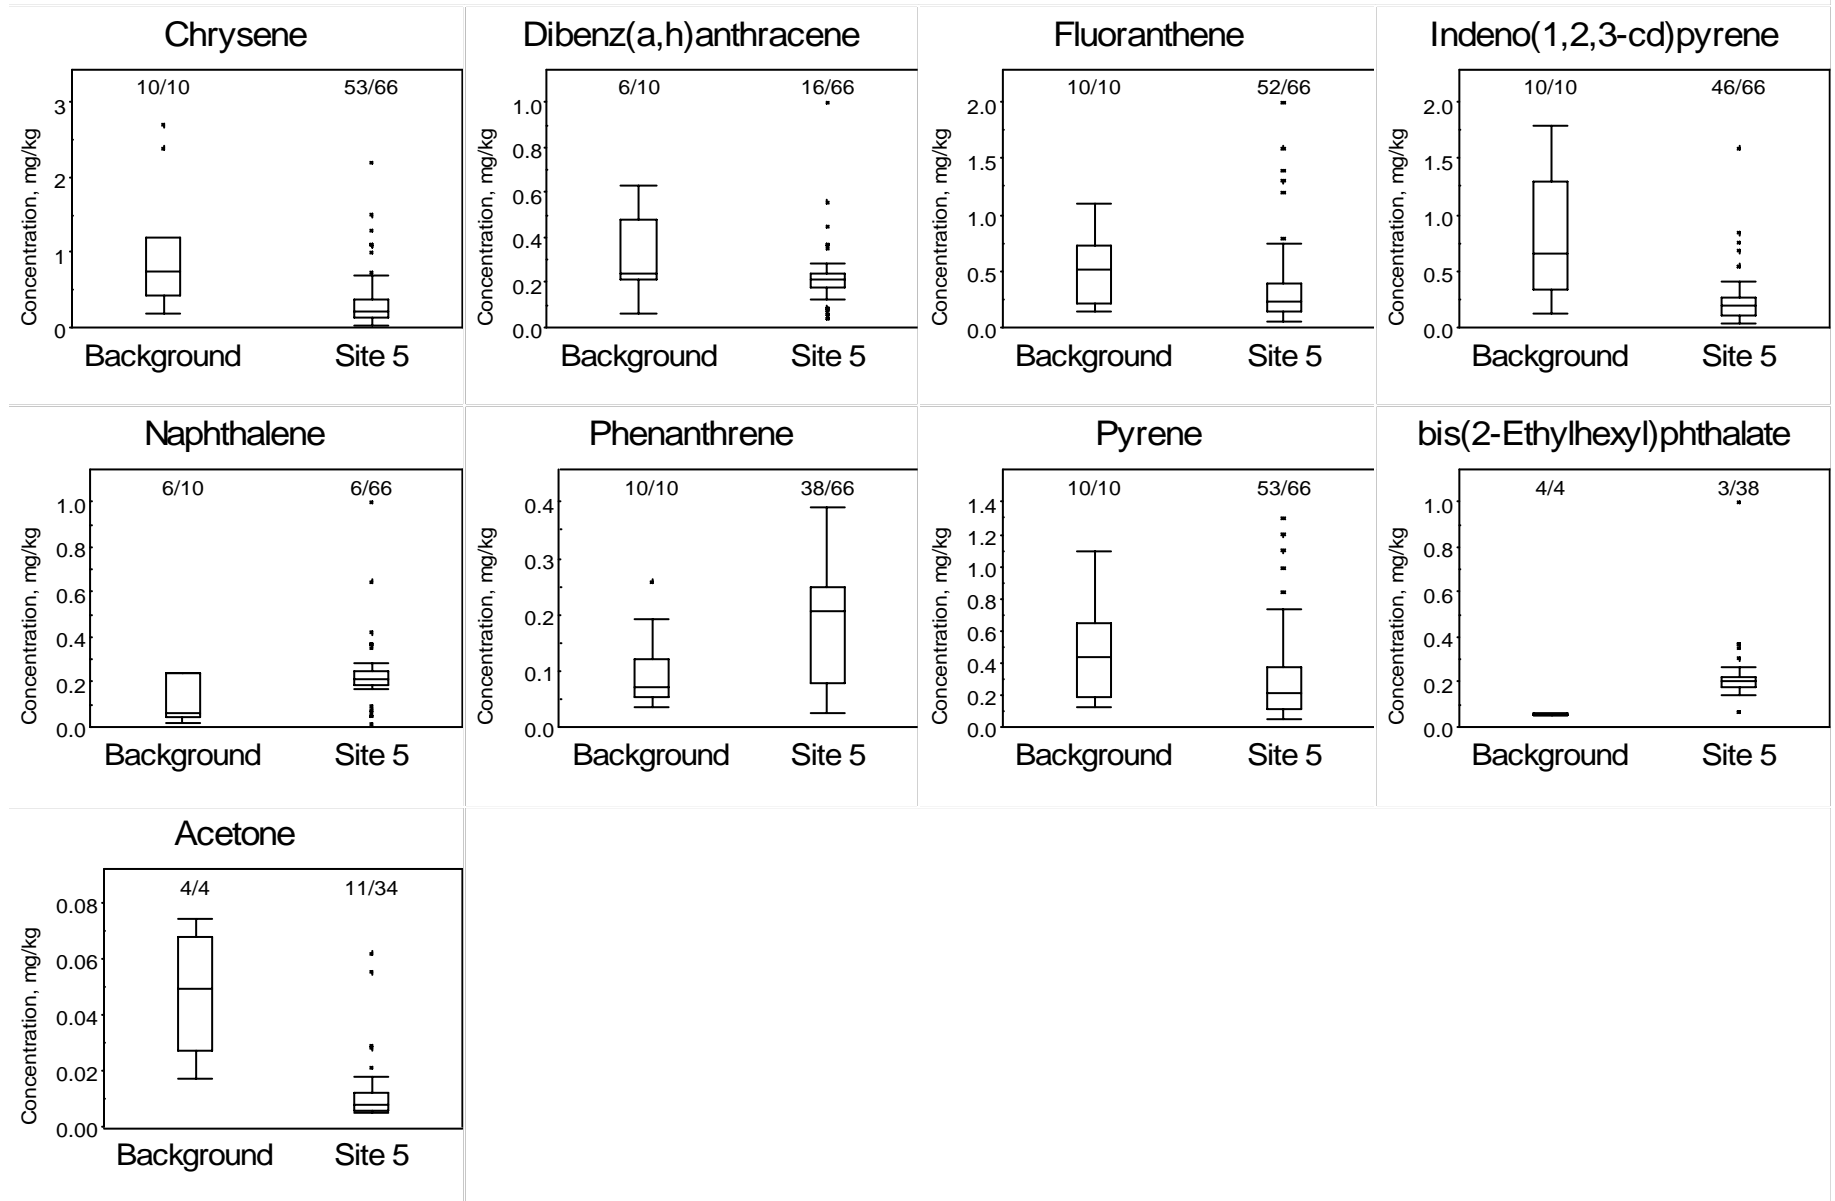 Chrysene
10/10 53/66
Concentration, mg/kg
3
2
1
0
Background Site 5
Dibenz(a,h)anthracene
6/10 16/66
Concentration, mg/kg
1.0
0.8
0.6
0.4
0.2
0.0
Background Site 5
Fluoranthene
10/10 52/66
Concentration, mg/kg
2.0
1.5
1.0
0.5
0.0
Background Site 5
Indeno(1,2,3-cd)pyrene
10/10 46/66
Concentration, mg/kg
2.0
1.5
1.0
0.5
0.0
Background Site 5
Naphthalene
6/10 6/66
Concentration, mg/kg
1.0
0.8
0.6
0.4
0.2
0.0
Background Site 5
Phenanthrene
10/10 38/66
Concentration, mg/kg
0.4
0.3
0.2
0.1
0.0
Background Site 5
Pyrene
10/10 53/66
Concentration, mg/kg
1.4
1.2
1.0
0.8
0.6
0.4
0.2
0.0
Background Site 5
bis(2-Ethylhexyl)phthalate
4/4 3/38
Concentration, mg/kg
1.0
0.8
0.6
0.4
0.2
0.0
Background Site 5
Acetone
4/4 11/34
Concentration, mg/kg
0.08
0.06
0.04
0.02
0.00
Background Site 5